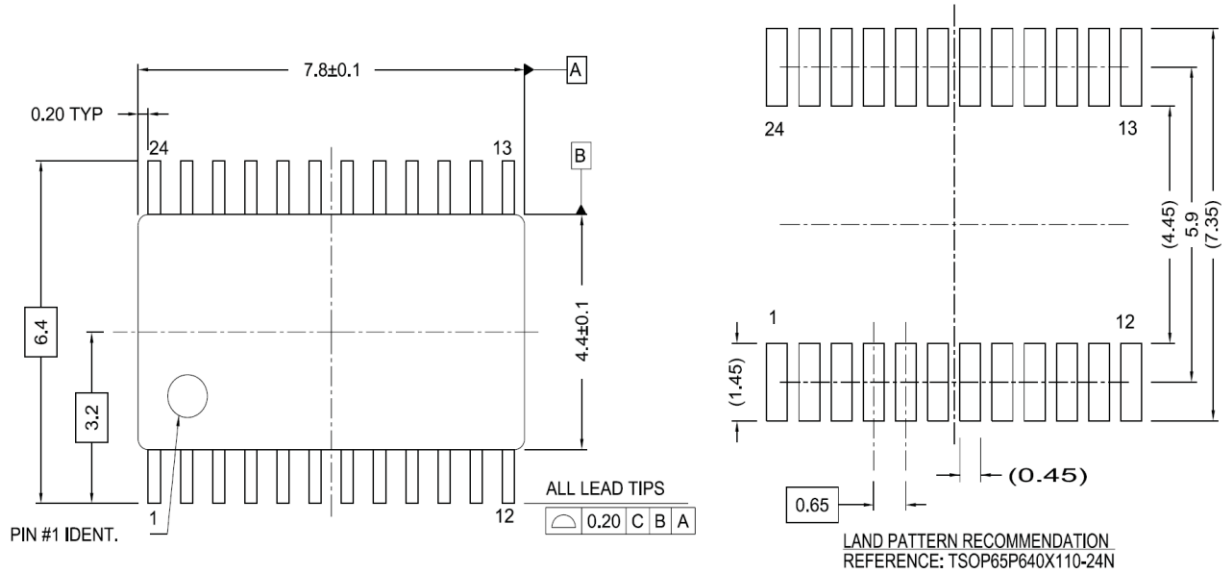 7.8±0.1
A
0.20 TYP
24
13
B
6.4
3.2
4.4±0.1
1
12
PIN #1 IDENT.
ALL LEAD TIPS
0.20 C B A
24
13
(4.45)
5.9
(7.35)
1
12
(1.45)
(0.45)
0.65
LAND PATTERN RECOMMENDATION
REFERENCE: TSOP65P640X110-24N